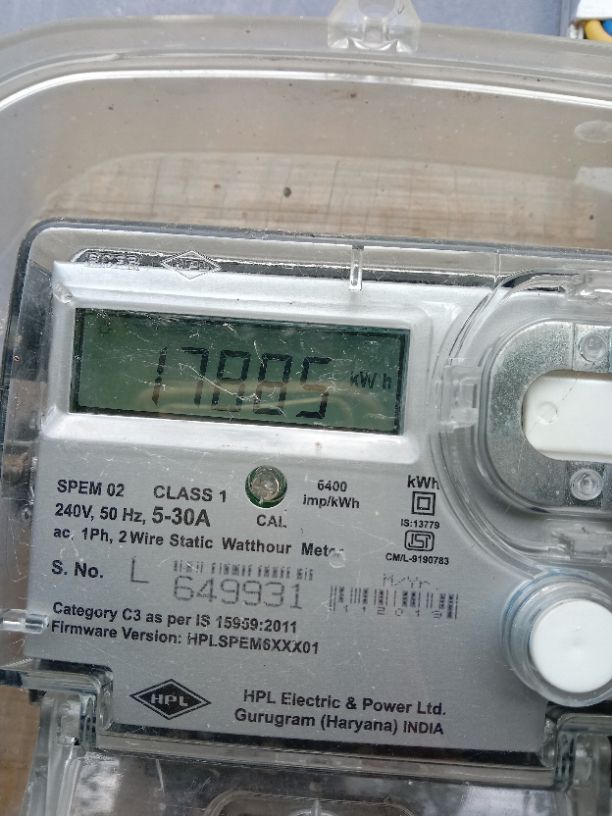 17885 kWh
SPEM 02 CLASS 1
240V, 50 Hz, 5-30A
ac, 1Ph, 2 Wire Static Watthour Meter
CAL
6400
imp/kWh
kWh
IS:13779
ISI
CM/L-9190783
S. No. L 649931
M/Yr
Category C3 as per IS 15959:2011
Firmware Version: HPLSPEM6XXX01
HPL
HPL Electric & Power Ltd.
Gurugram (Haryana) INDIA